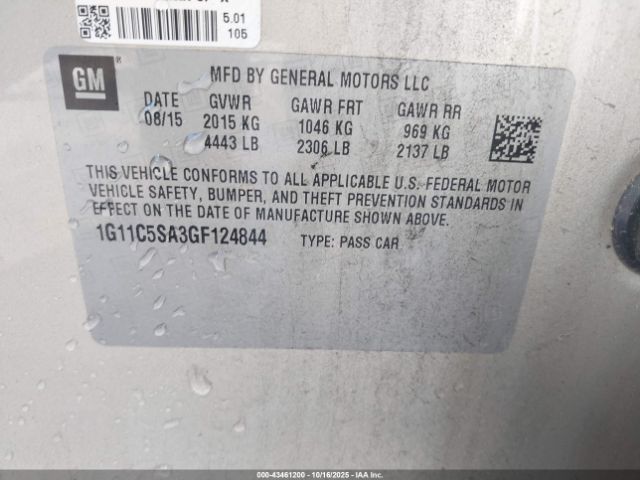 5.01
105
GM
MFD BY GENERAL MOTORS LLC
DATE GVWR GAWR FRT GAWR RR
08/15 2015 KG 1046 KG 969 KG
4443 LB 2306 LB 2137 LB
THIS VEHICLE CONFORMS TO ALL APPLICABLE U.S. FEDERAL MOTOR
VEHICLE SAFETY, BUMPER, AND THEFT PREVENTION STANDARDS IN
EFFECT ON THE DATE OF MANUFACTURE SHOWN ABOVE.
1G11C5SA3GF124844 TYPE: PASS CAR
000-43461200 - 10/16/2025 - IAA Inc. (IAA)